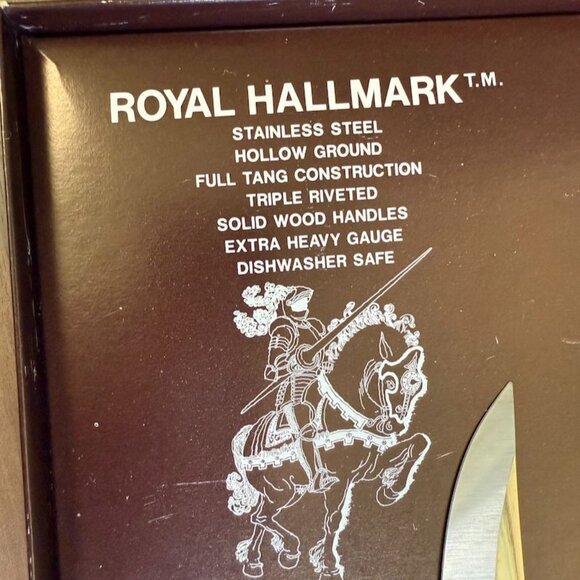 ROYAL HALLMARK T.M.
STAINLESS STEEL
HOLLOW GROUND
FULL TANG CONSTRUCTION
TRIPLE RIVETED
SOLID WOOD HANDLES
EXTRA HEAVY GAUGE
DISHWASHER SAFE